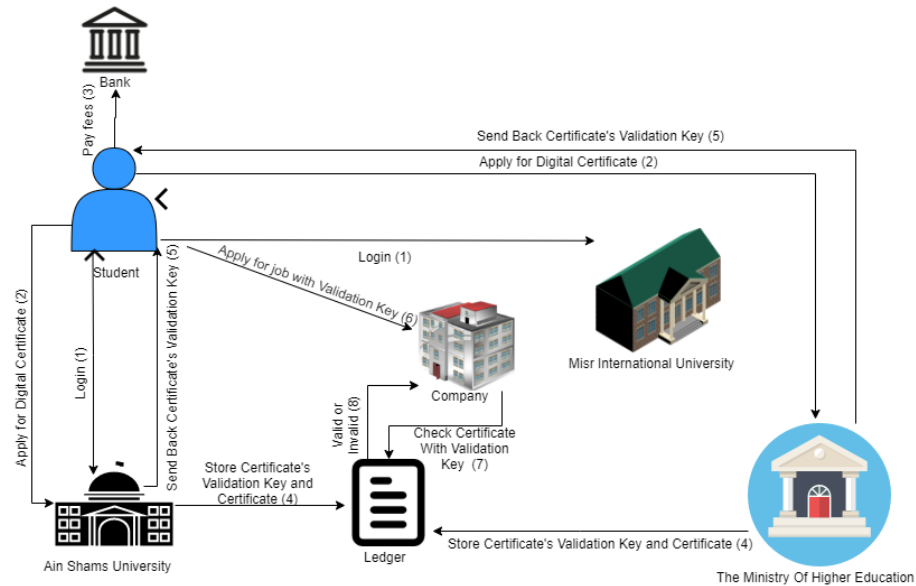 Bank
Pay fees (3)
Send Back Certificate's Validation Key (5)
Apply for Digital Certificate (2)
Student
Login (1)
Apply for job with Validation Key (6)
Misr International University
Company
Apply for Digital Certificate (2)
Login (1)
Send Back Certificate's Validation Key (5)
Valid or
Invalid (8)
Check Certificate
With Validation
Key (7)
Store Certificate's
Validation Key and
Certificate (4)
Ledger
Store Certificate's Validation Key and Certificate (4)
Ain Shams University
The Ministry Of Higher Education